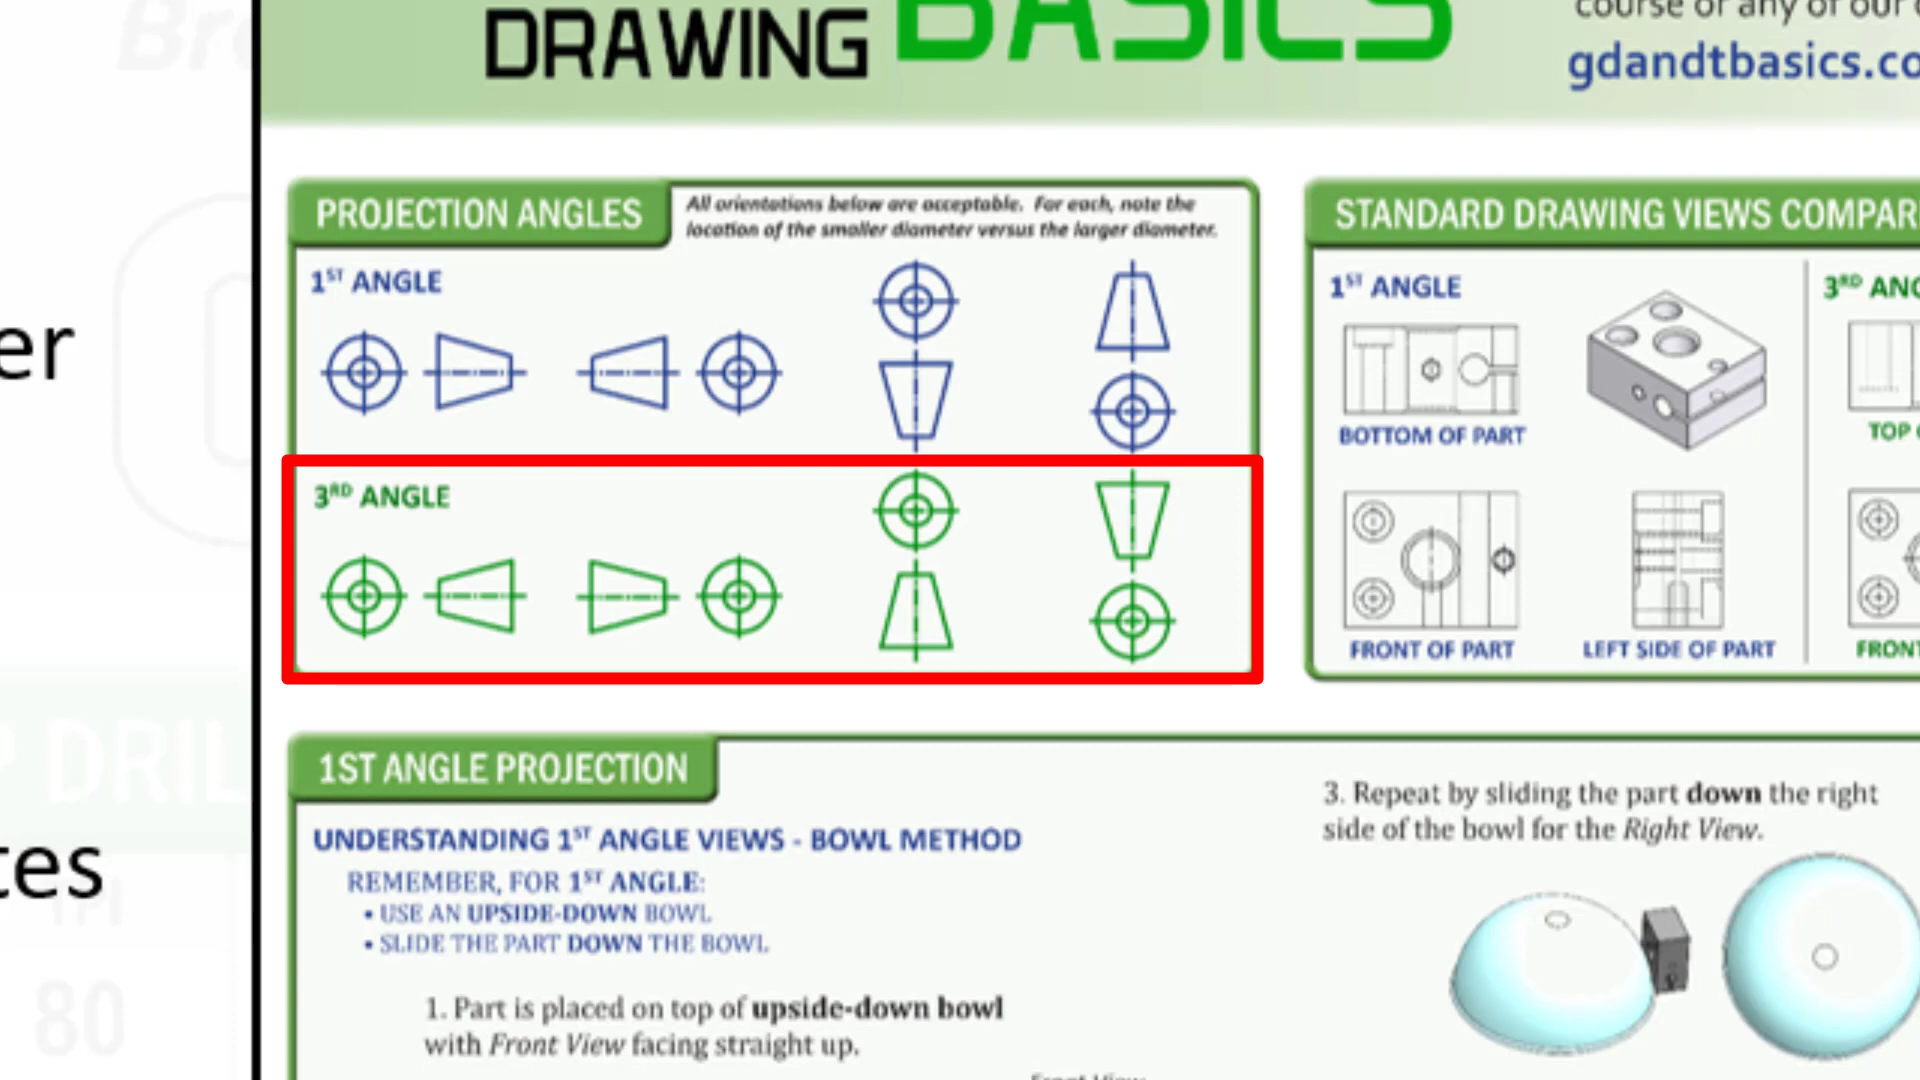 DRAWING BASICS
gdandtbasics.co
PROJECTION ANGLES
All orientations below are acceptable. For each, note the
location of the smaller diameter versus the larger diameter.
1ST ANGLE
3RD ANGLE
STANDARD DRAWING VIEWS COMPAR
1ST ANGLE
3RD ANG
BOTTOM OF PART
TOP
FRONT OF PART
LEFT SIDE OF PART
FRONT
1ST ANGLE PROJECTION
UNDERSTANDING 1ST ANGLE VIEWS - BOWL METHOD
REMEMBER, FOR 1ST ANGLE:
• USE AN UPSIDE-DOWN BOWL
• SLIDE THE PART DOWN THE BOWL
1. Part is placed on top of upside-down bowl
with Front View facing straight up.
Front View
3. Repeat by sliding the part down the right
side of the bowl for the Right View.
er
tes
DRIL
80